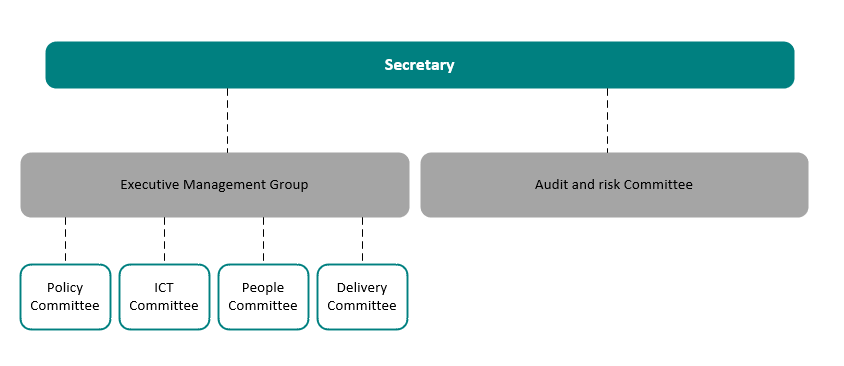 Secretary
Executive Management Group
Audit and risk Committee
Policy
Committee
ICT
Committee
People
Committee
Delivery
Committee